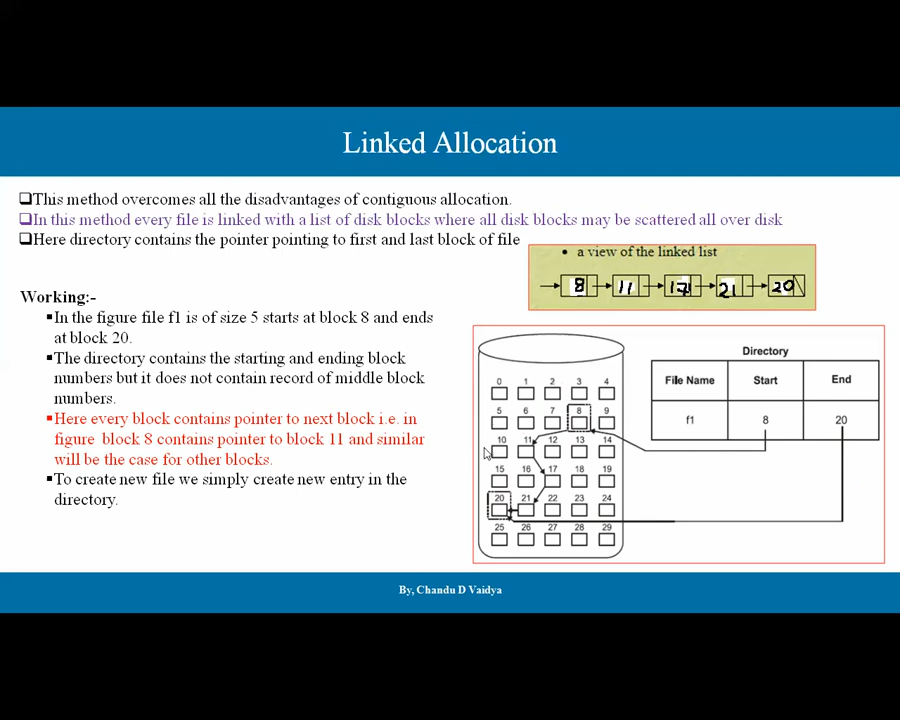 Linked Allocation
❑This method overcomes all the disadvantages of contiguous allocation.
❑In this method every file is linked with a list of disk blocks where all disk blocks may be scattered all over disk
❑Here directory contains the pointer pointing to first and last block of file
• a view of the linked list
8 11 17 21 20
Working:-
▪In the figure file f1 is of size 5 starts at block 8 and ends
at block 20.
▪The directory contains the starting and ending block
numbers but it does not contain record of middle block
numbers.
▪Here every block contains pointer to next block i.e. in
figure block 8 contains pointer to block 11 and similar
will be the case for other blocks.
▪To create new file we simply create new entry in the
directory.
0 1 2 3 4
5 6 7 8 9
10 11 12 13 14
15 16 17 18 19
20 21 22 23 24
25 26 27 28 29
Directory
File Name Start End
f1 8 20
By, Chandu D Vaidya